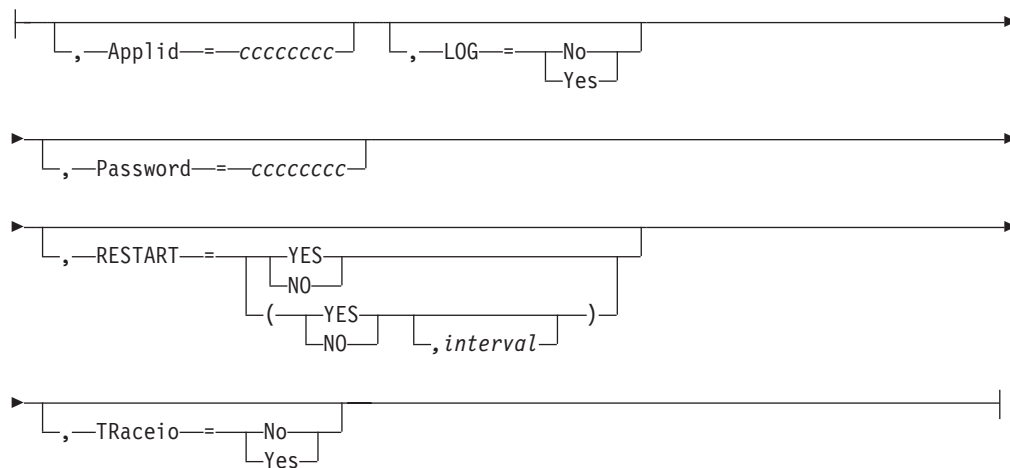 , Applid = cccccccc , LOG = No
Yes
, Password = cccccccc
, RESTART = YES
NO
( YES )
NO ,interval
, TRaceio = No
Yes